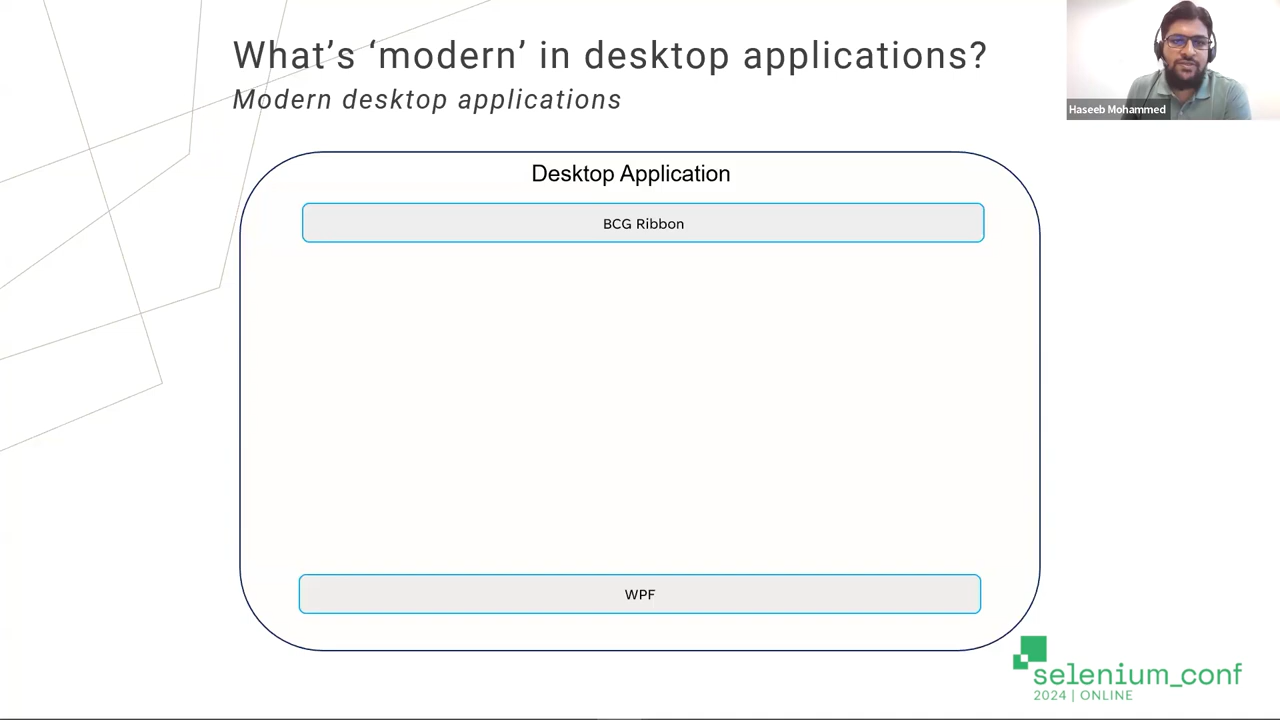 What's ‘modern’ in desktop applications?
Modern desktop applications
Haseeb Mohammed
Desktop Application
BCG Ribbon
WPF
selenium_conf
2024 | ONLINE